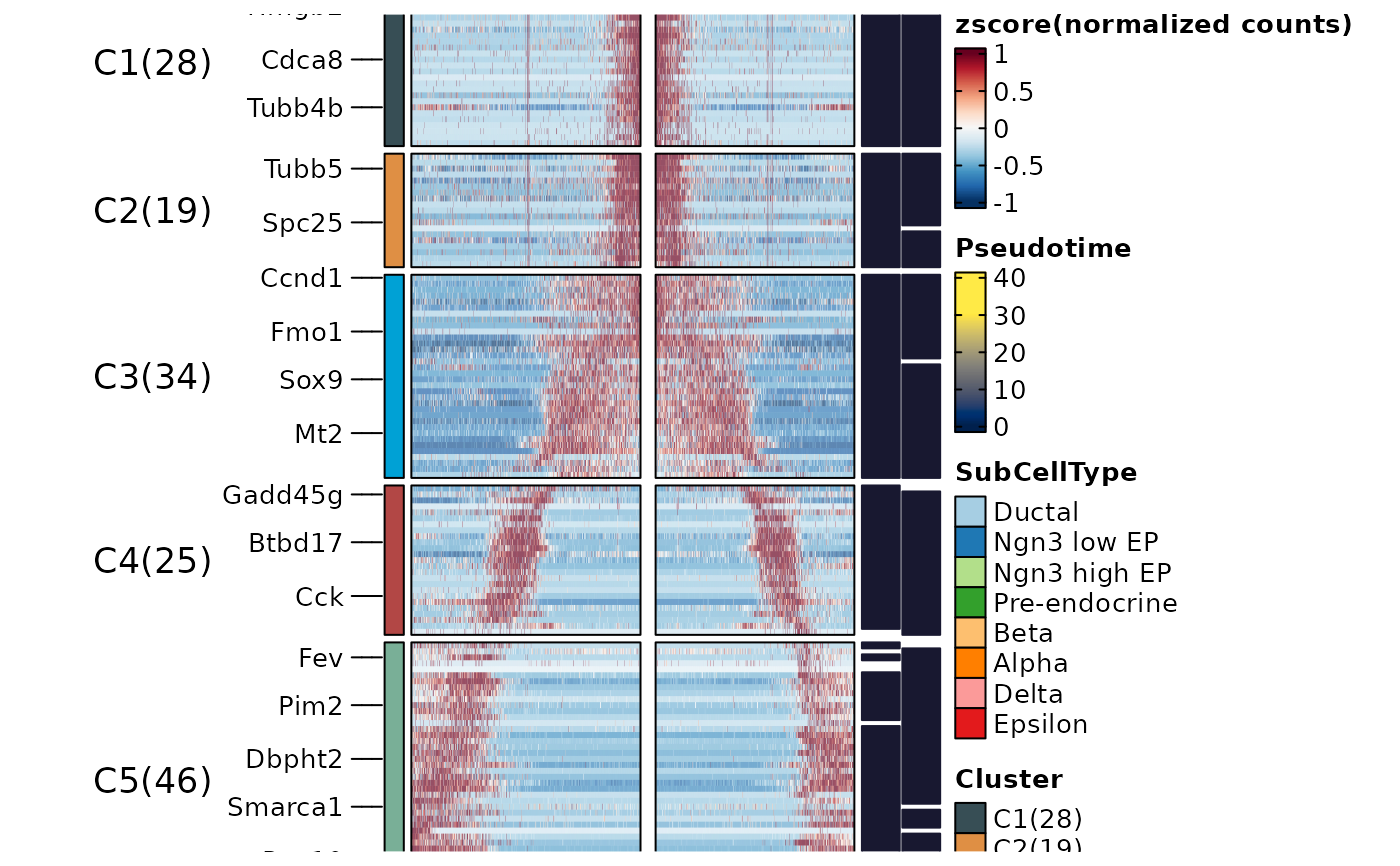 C1(28)
Cdca8
Tubb4b
C2(19)
Tubb5
Spc25
C3(34)
Ccnd1
Fmo1
Sox9
Mt2
C4(25)
Gadd45g
Btbd17
Cck
C5(46)
Fev
Pim2
Dbpht2
Smarca1
zscore(normalized counts)
1
0.5
0
-0.5
-1
Pseudotime
40
30
20
10
0
SubCellType
Ductal
Ngn3 low EP
Ngn3 high EP
Pre-endocrine
Beta
Alpha
Delta
Epsilon
Cluster
C1(28)
C2(19)